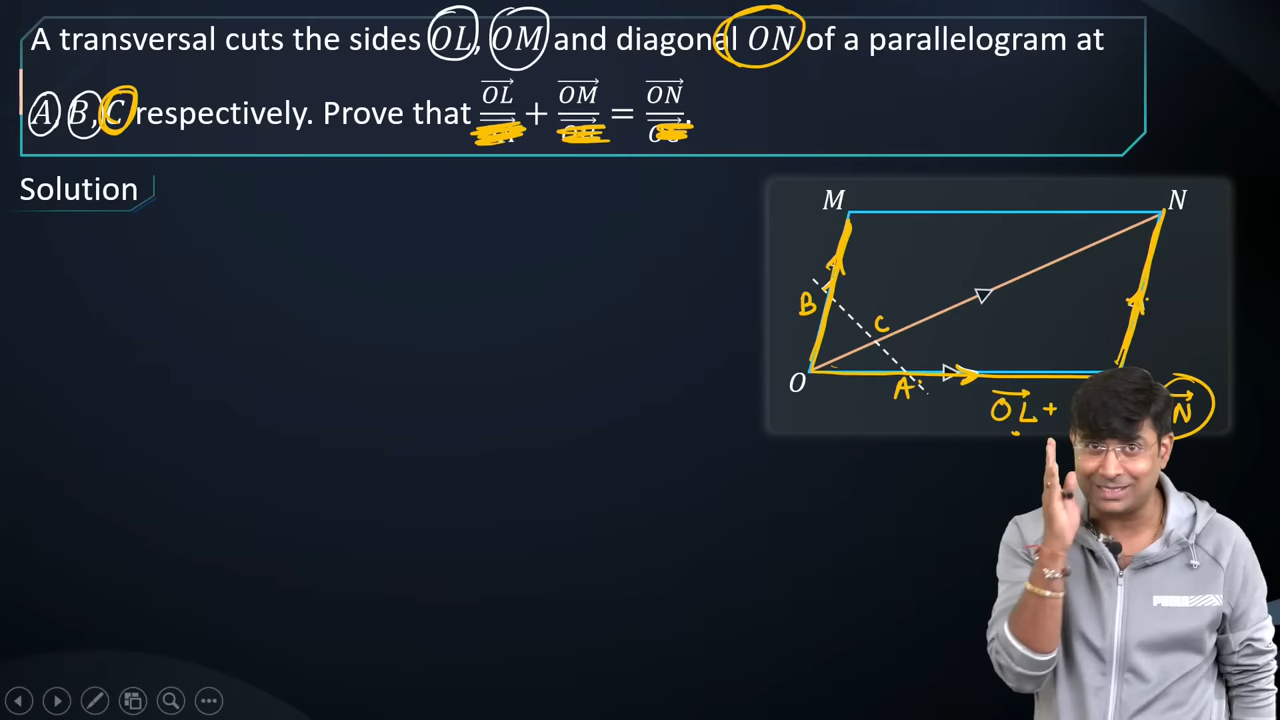 A transversal cuts the sides OL, OM and diagonal ON of a parallelogram at
A, B, C respectively. Prove that OL/OA + OM/OB = ON/OC.
Solution
M
N
B
C
O
A
OL +
N
PUMA